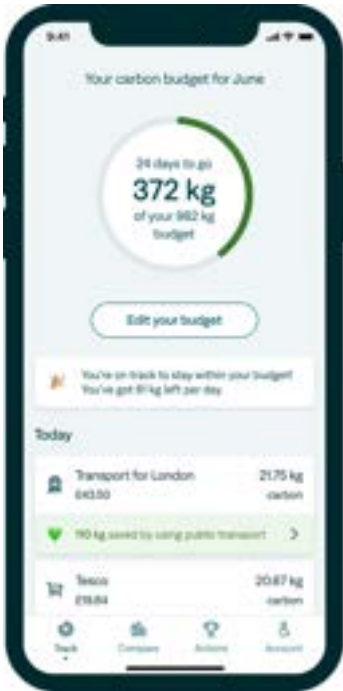 9:41
Your carbon budget for June
24 days to go
372 kg
of your 982 kg
budget
Edit your budget
You're on track to stay within your budget!
You've got 61 kg left per day
Today
Transport for London
21.75 kg
£43.50
carbon
110 kg saved by using public transport
Tesco
20.87 kg
carbon
Track
Compare
Actions
Account